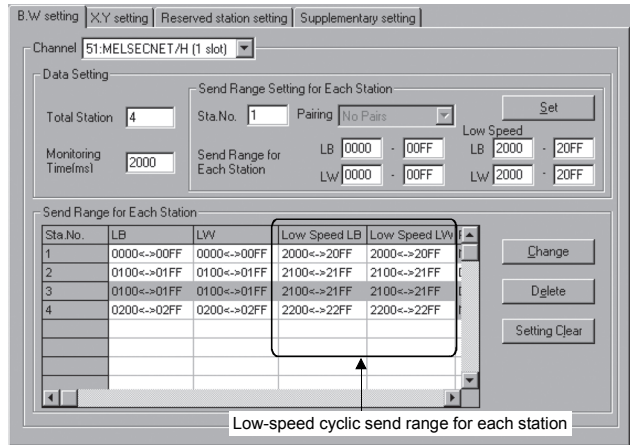 B.W setting X.Y setting Reserved station setting Supplementary setting
Channel 51:MELSECNET/H (1 slot)
Data Setting
Total Station 4
Monitoring Time(ms) 2000
Send Range Setting for Each Station
Sta.No. 1 Pairing No Pairs Set
Low Speed
Send Range for Each Station
LB 0000 - 00FF LB 2000 - 20FF
LW 0000 - 00FF LW 2000 - 20FF
Send Range for Each Station
Sta.No. LB LW Low Speed LB Low Speed LW
1 0000<->00FF 0000<->00FF 2000<->20FF 2000<->20FF
2 0100<->01FF 0100<->01FF 2100<->21FF 2100<->21FF
3 0100<->01FF 0100<->01FF 2100<->21FF 2100<->21FF
4 0200<->02FF 0200<->02FF 2200<->22FF 2200<->22FF
Change
Delete
Setting Clear
Low-speed cyclic send range for each station